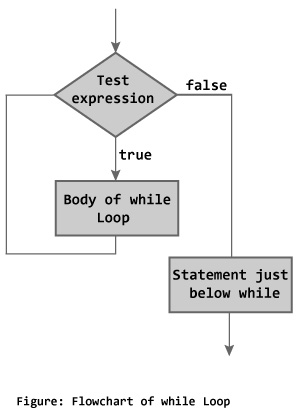 Test
expression
false
true
Body of while
Loop
Statement just
below while
Figure: Flowchart of while Loop